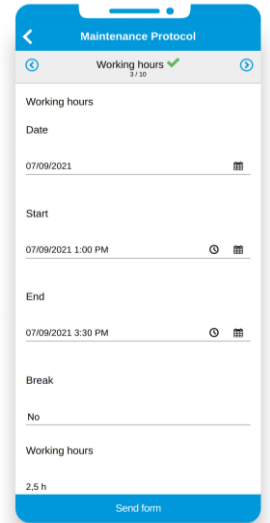 Maintenance Protocol
Working hours
3 / 10
Working hours
Date
07/09/2021
Start
07/09/2021 1:00 PM
End
07/09/2021 3:30 PM
Break
No
Working hours
2,5 h
Send form